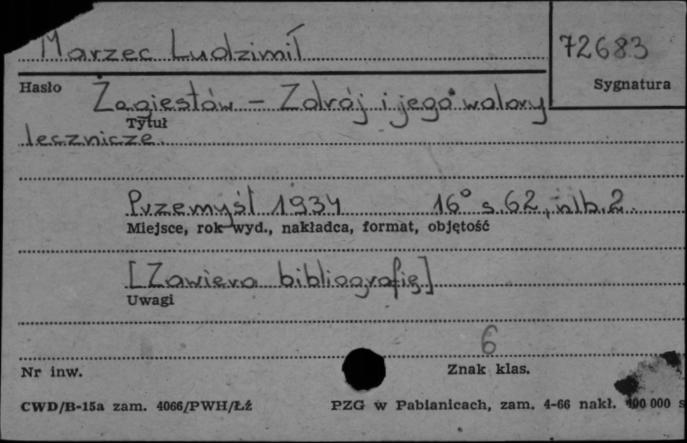 Marzec Ludzimił
72683
Hasło
Sygnatura
Żegiestów - Zdrój i jego walory
Tytuł
lecznicze.
Przemyśl 1934 16° s. 62, nlb. 2.
Miejsce, rok wyd., nakładca, format, objętość
[Zawiera bibliografię]
Uwagi
6
Nr inw.
Znak klas.
CWD/B-15a zam. 4066/PWH/Łź
PZG w Pabianicach, zam. 4-66 nakł. 400 000 s